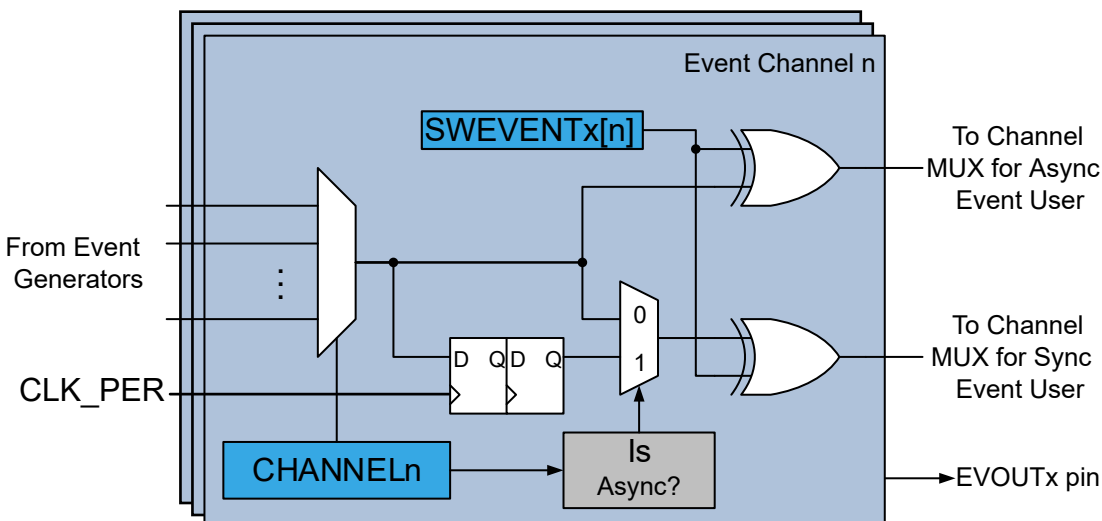 Event Channel n
SWEVENTx[n]
To Channel
MUX for Async
Event User
From Event
Generators
...
0
1
D Q D Q
To Channel
MUX for Sync
Event User
CLK_PER
CHANNELn
Is
Async?
EVOUTx pin